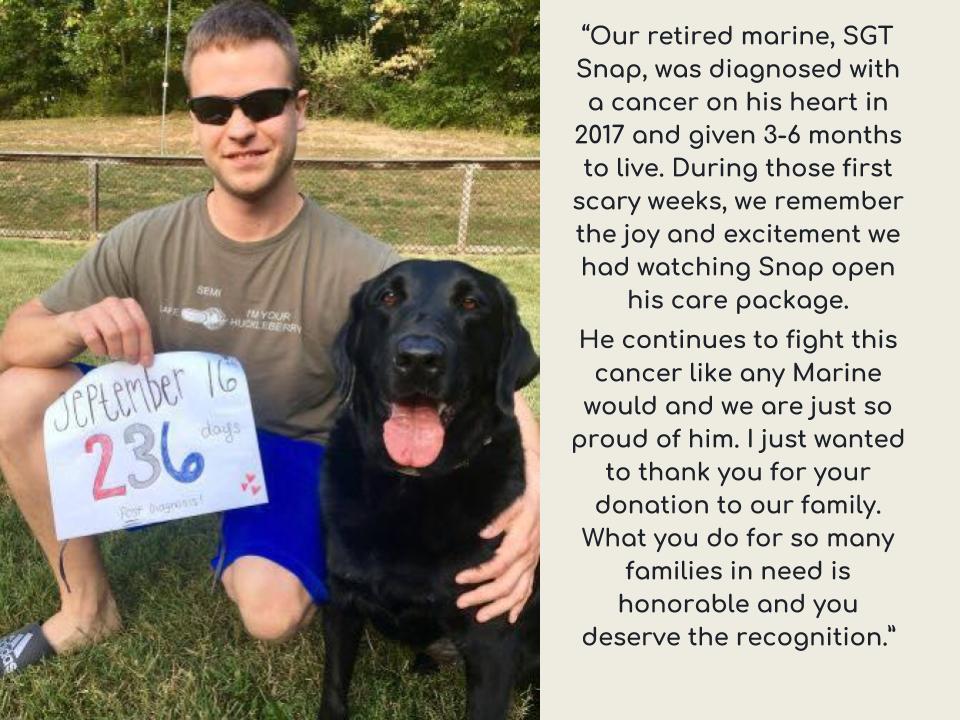 SEMI
I'M YOUR
HUCKLEBERRY
September 16th
236 days
Post Diagnosis!
adidas
“Our retired marine, SGT
Snap, was diagnosed with
a cancer on his heart in
2017 and given 3-6 months
to live. During those first
scary weeks, we remember
the joy and excitement we
had watching Snap open
his care package.
He continues to fight this
cancer like any Marine
would and we are just so
proud of him. I just wanted
to thank you for your
donation to our family.
What you do for so many
families in need is
honorable and you
deserve the recognition.”